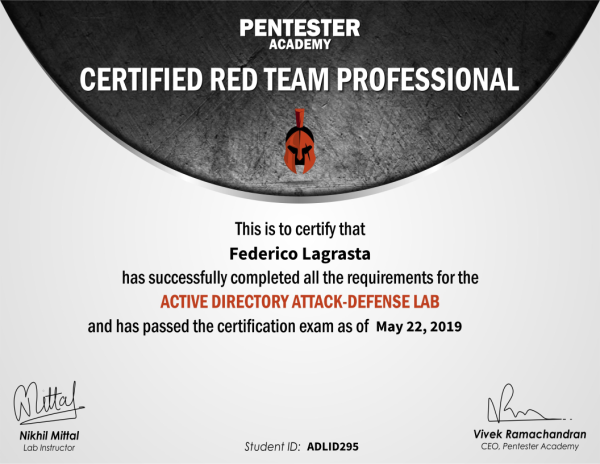 PENTESTER
ACADEMY
CERTIFIED RED TEAM PROFESSIONAL
This is to certify that
Federico Lagrasta
has successfully completed all the requirements for the
ACTIVE DIRECTORY ATTACK-DEFENSE LAB
and has passed the certification exam as of May 22, 2019
Mittal
Nikhil Mittal
Lab Instructor
Student ID: ADLID295
Vivek Ramachandran
CEO, Pentester Academy